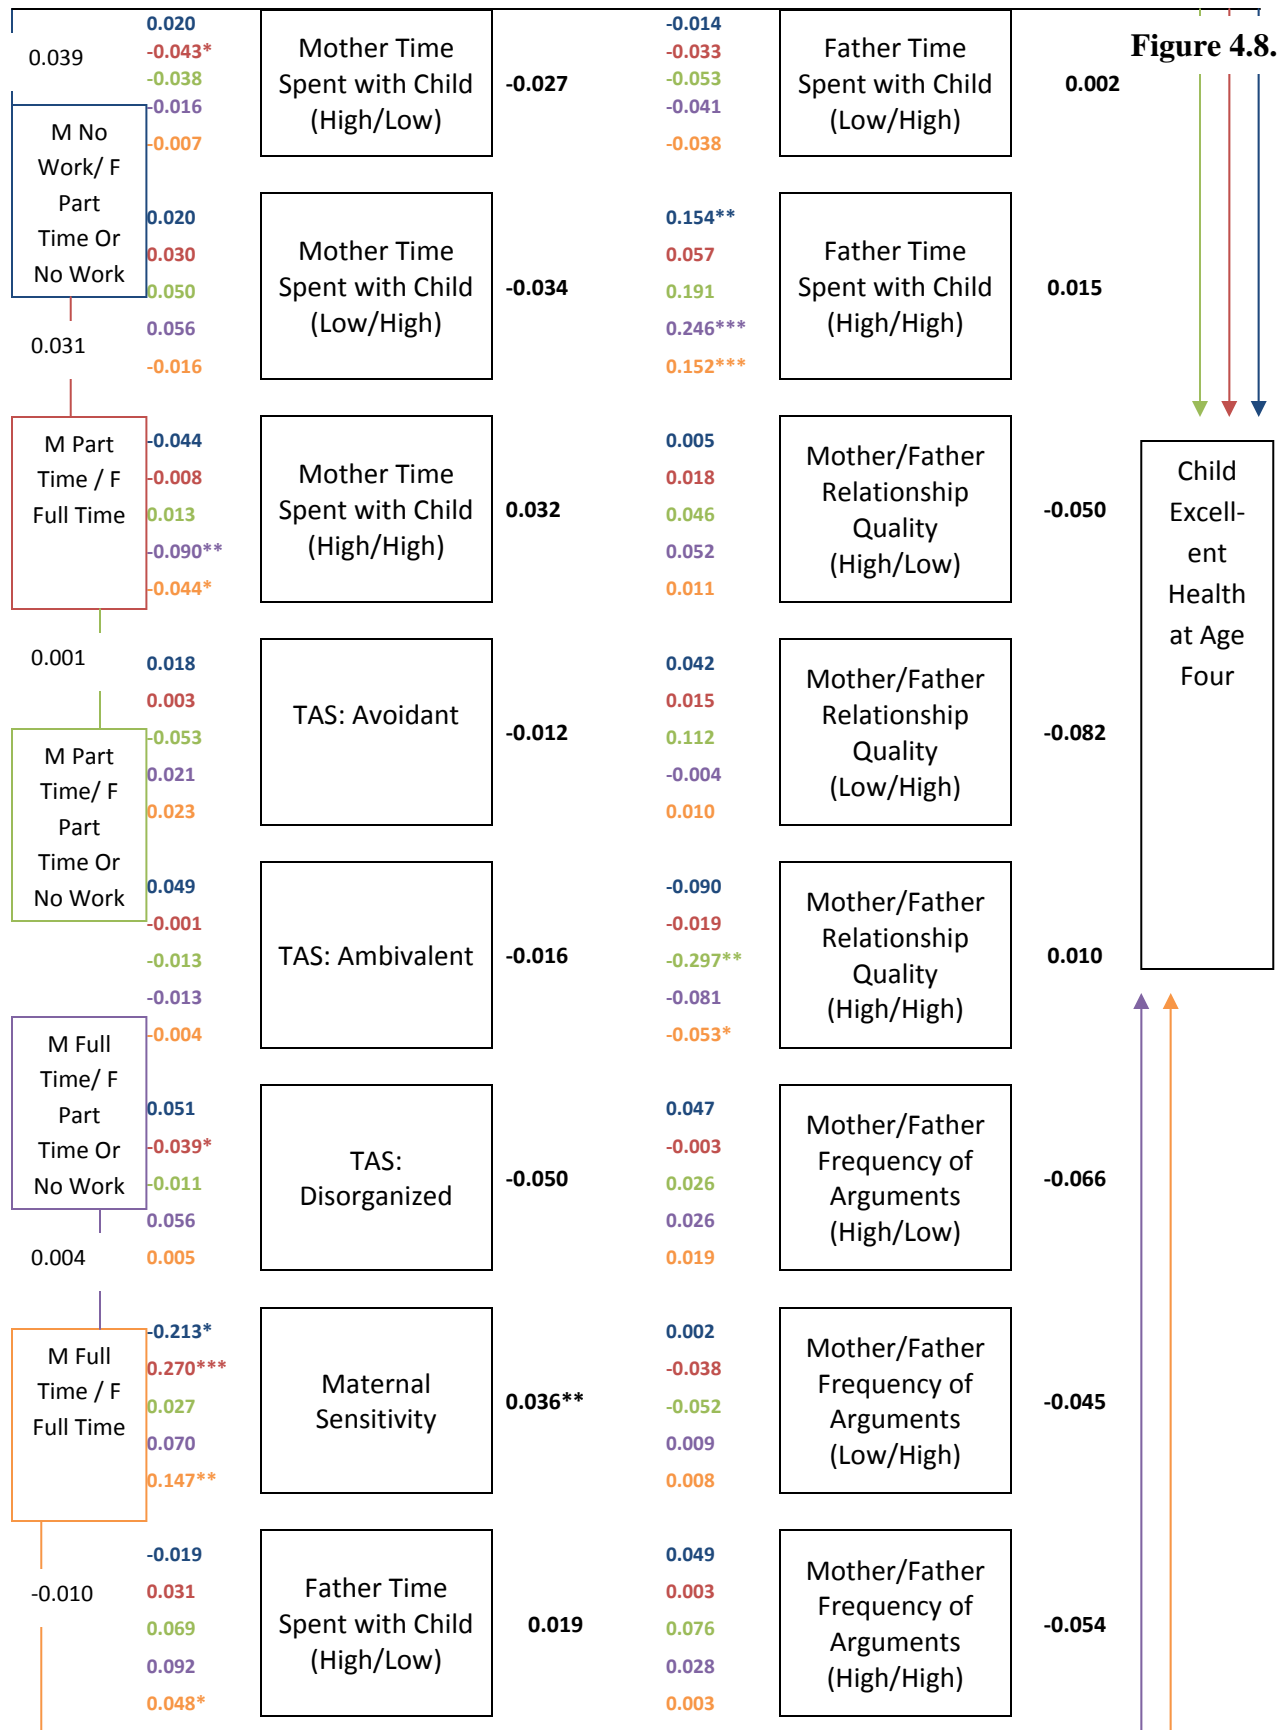 Figure 4.8.
0.039
M No
Work/ F
Part
Time Or
No Work
0.031
M Part
Time / F
Full Time
0.001
M Part
Time/ F
Part
Time Or
No Work
M Full
Time/ F
Part
Time Or
No Work
0.004
M Full
Time / F
Full Time
-0.010
0.020
-0.043*
-0.038
-0.016
-0.007
Mother Time
Spent with Child
(High/Low)
-0.027
0.020
0.030
0.050
0.056
-0.016
Mother Time
Spent with Child
(Low/High)
-0.034
-0.044
-0.008
0.013
-0.090**
-0.044*
Mother Time
Spent with Child
(High/High)
0.032
0.018
0.003
-0.053
0.021
0.023
TAS: Avoidant
-0.012
0.049
-0.001
-0.013
-0.013
-0.004
TAS: Ambivalent
-0.016
0.051
-0.039*
-0.011
0.056
0.005
TAS:
Disorganized
-0.050
-0.213*
0.270***
0.027
0.070
0.147**
Maternal
Sensitivity
0.036**
-0.019
0.031
0.069
0.092
0.048*
Father Time
Spent with Child
(High/Low)
0.019
-0.014
-0.033
-0.053
-0.041
-0.038
Father Time
Spent with Child
(Low/High)
0.002
0.154**
0.057
0.191
0.246***
0.152***
Father Time
Spent with Child
(High/High)
0.015
0.005
0.018
0.046
0.052
0.011
Mother/Father
Relationship
Quality
(High/Low)
-0.050
0.042
0.015
0.112
-0.004
0.010
Mother/Father
Relationship
Quality
(Low/High)
-0.082
-0.090
-0.019
-0.297**
-0.081
-0.053*
Mother/Father
Relationship
Quality
(High/High)
0.010
0.047
-0.003
0.026
0.026
0.019
Mother/Father
Frequency of
Arguments
(High/Low)
-0.066
0.002
-0.038
-0.052
0.009
0.008
Mother/Father
Frequency of
Arguments
(Low/High)
-0.045
0.049
0.003
0.076
0.028
0.003
Mother/Father
Frequency of
Arguments
(High/High)
-0.054
Child
Excell-
ent
Health
at Age
Four